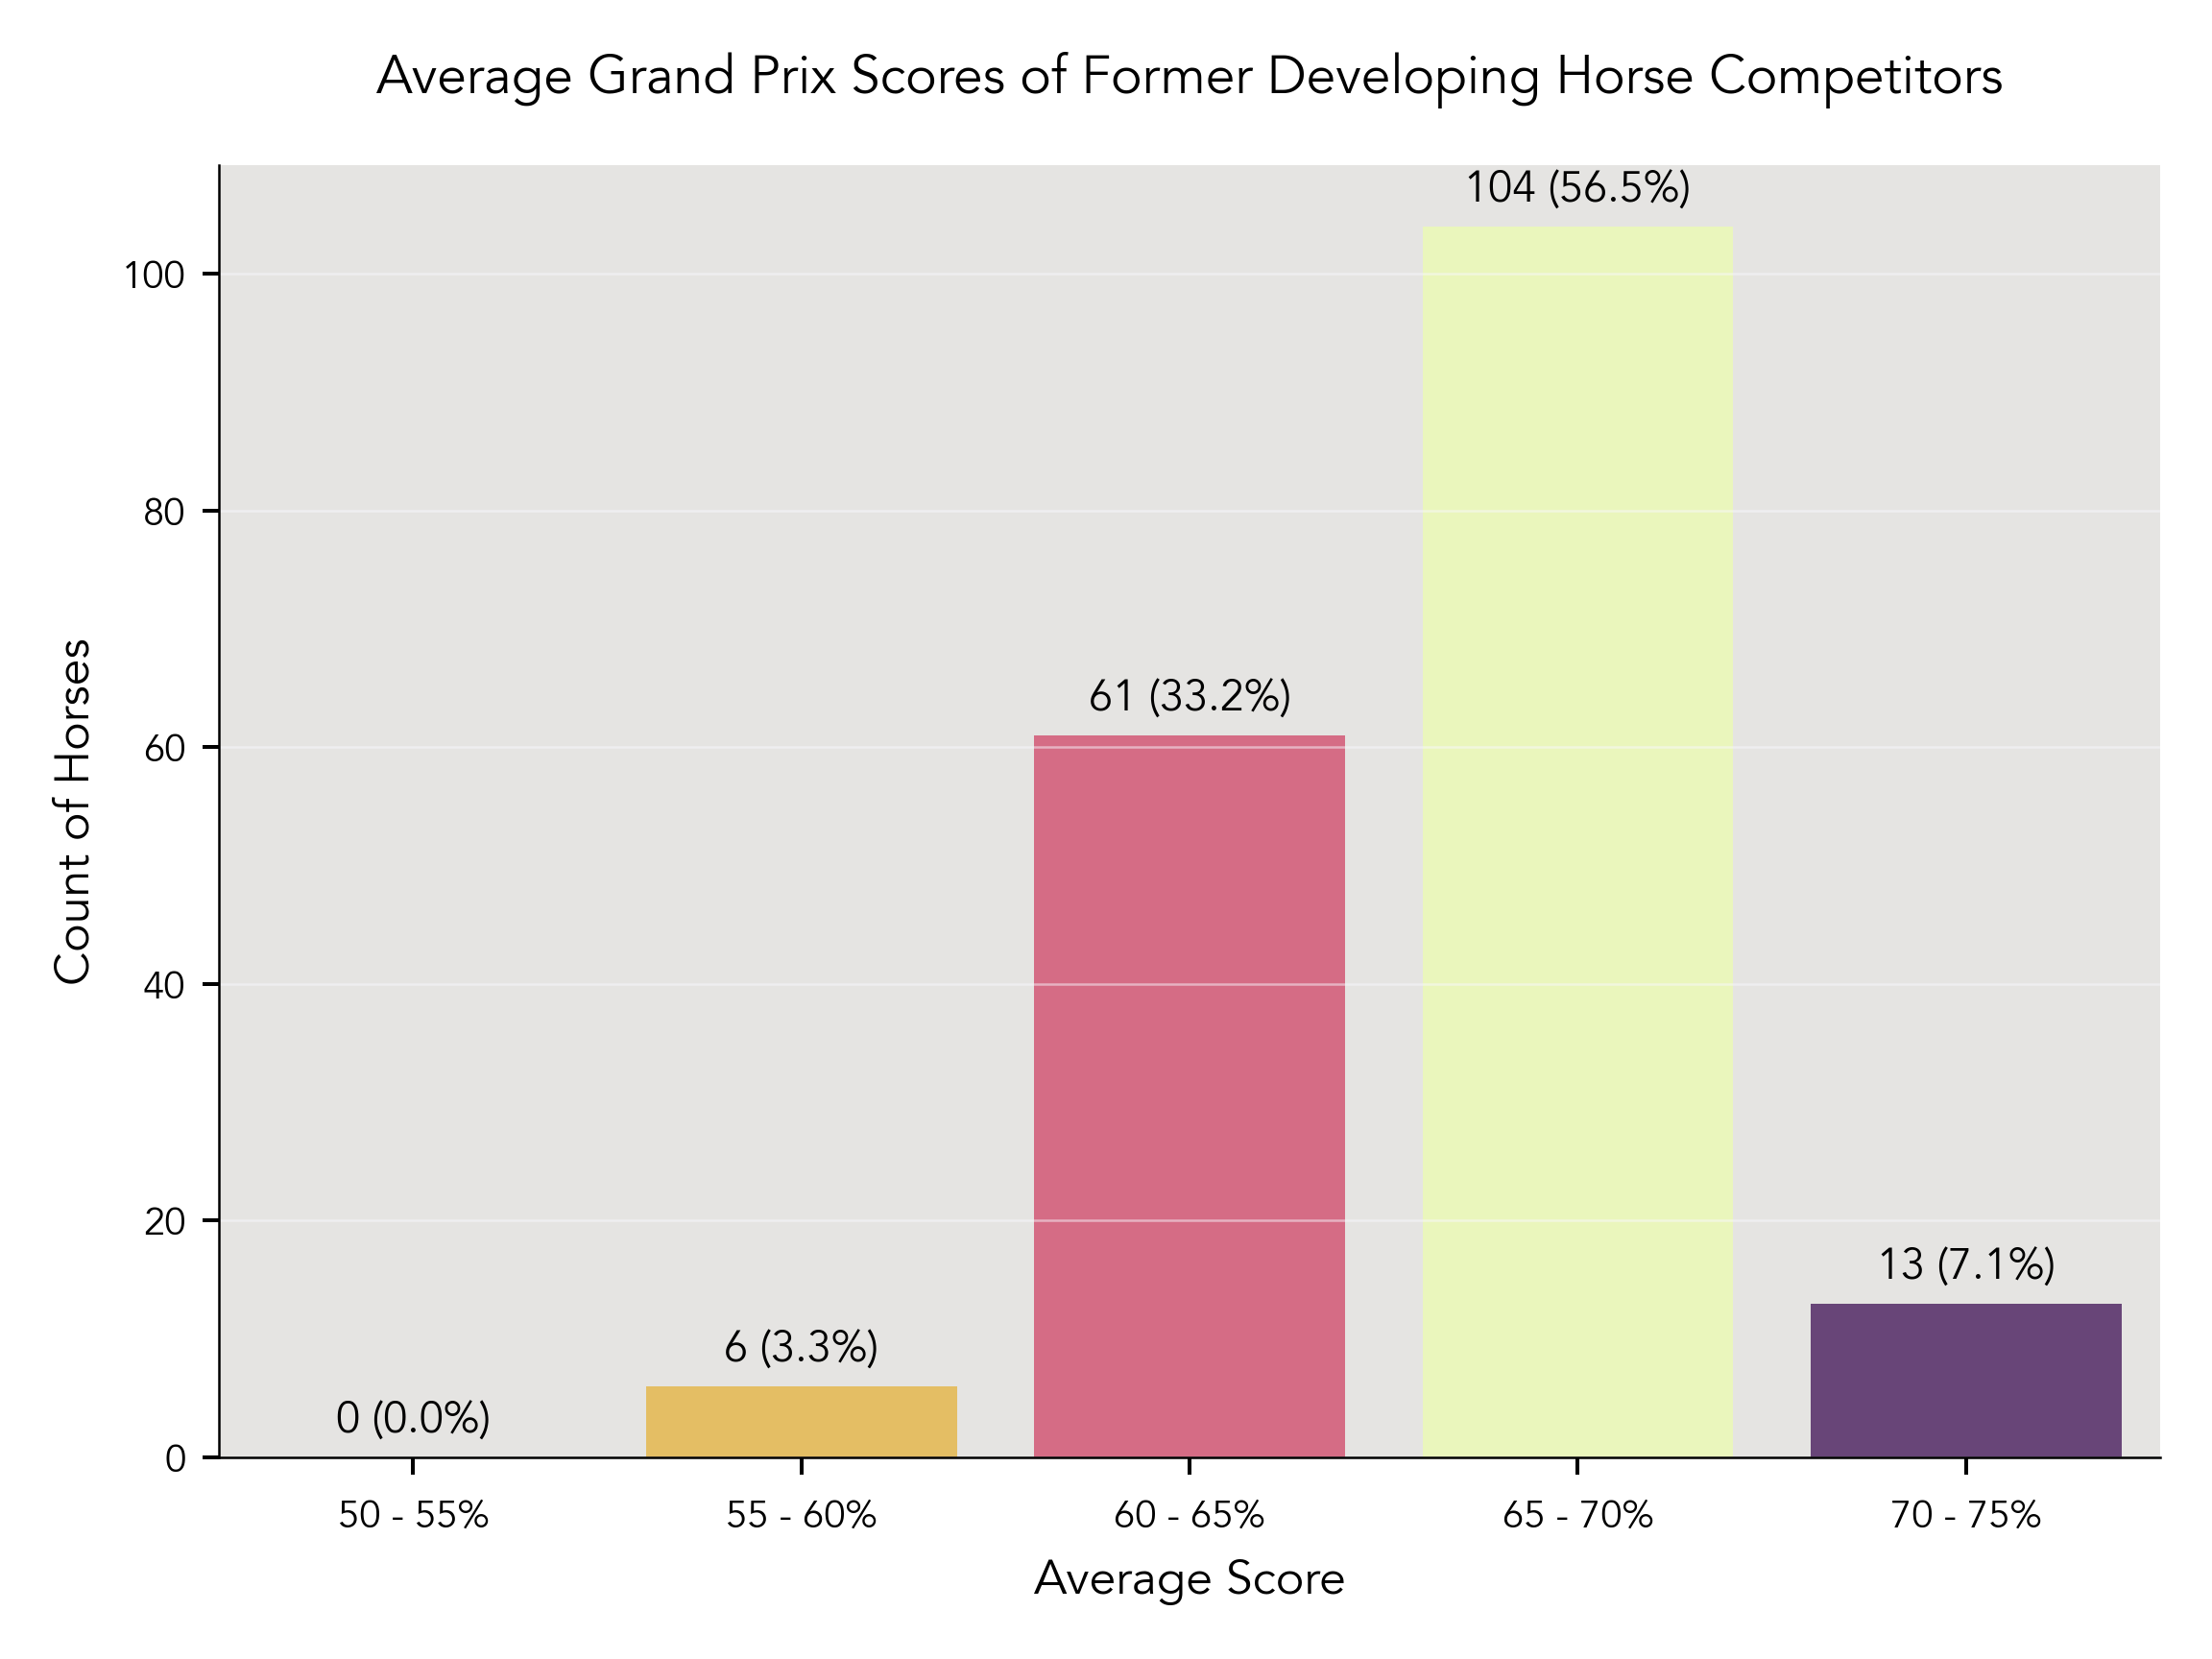 Average Grand Prix Scores of Former Developing Horse Competitors
Count of Horses
100
80
60
40
20
0
0 (0.0%)
6 (3.3%)
61 (33.2%)
104 (56.5%)
13 (7.1%)
50 - 55%
55 - 60%
60 - 65%
65 - 70%
70 - 75%
Average Score